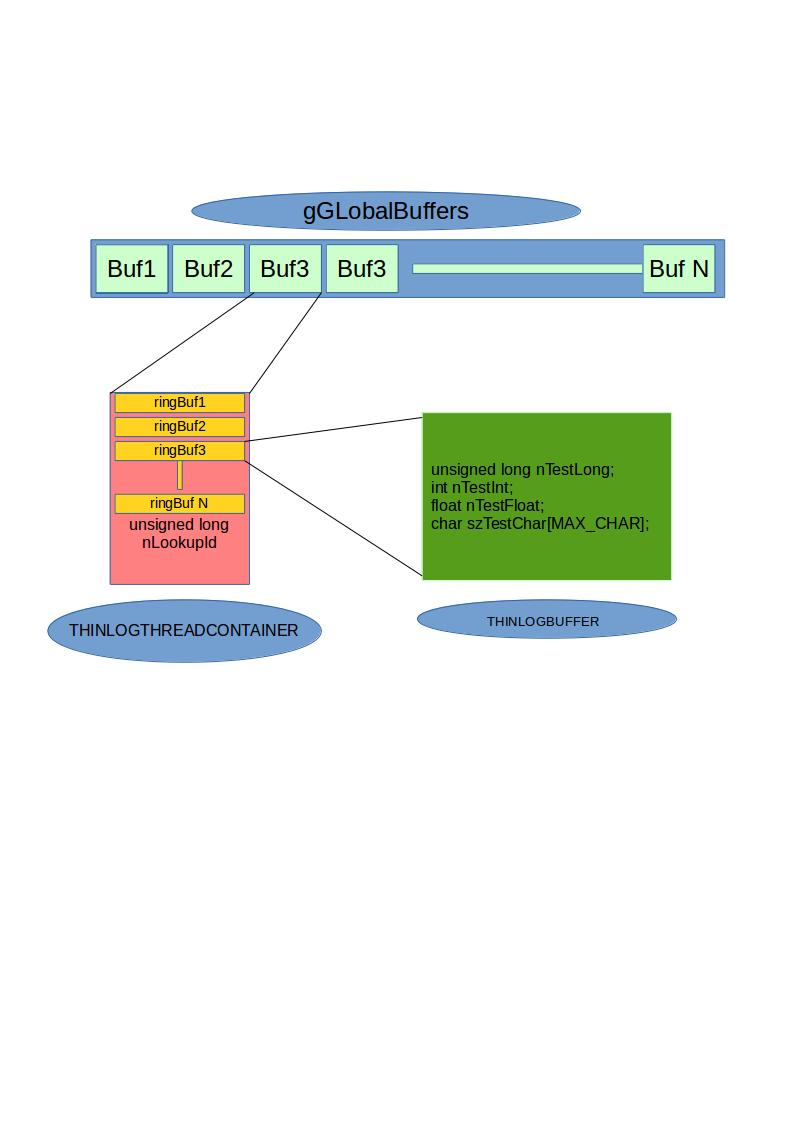 gGLobalBuffers
Buf1 Buf2 Buf3 Buf3 Buf N
ringBuf1
ringBuf2
ringBuf3
ringBuf N
unsigned long
nLookupId
unsigned long nTestLong;
int nTestInt;
float nTestFloat;
char szTestChar[MAX_CHAR];
THINLOGTHREADCONTAINER
THINLOGBUFFER